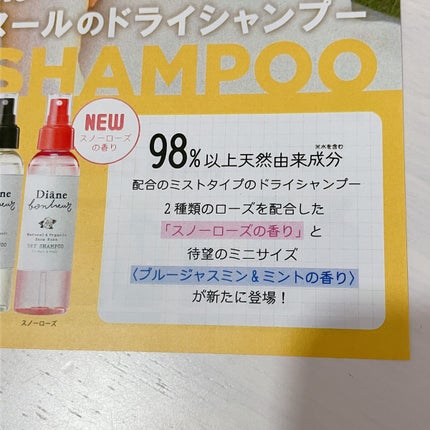 ヌールのドライシャンプー
SHAMPOO
NEW
スノーローズ
の香り
※水を含む
98%以上天然由来成分
配合のミストタイプのドライシャンプー
2種類のローズを配合した
「スノーローズの香り」と
待望のミニサイズ
〈ブルージャスミン&ミントの香り〉
が新たに登場！
Diane
bonheur
Natural & Organic
Snow Rose
DRY SHAMPOO
スノーローズ